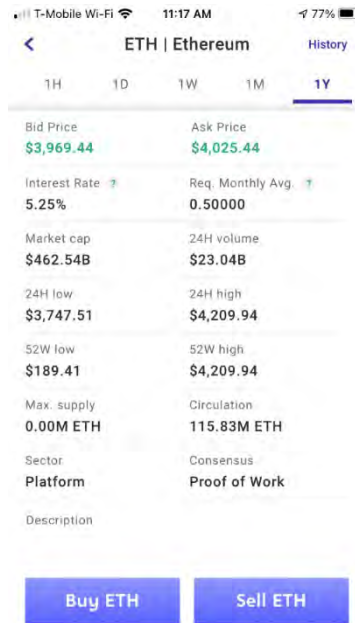 T-Mobile Wi-Fi 11:17 AM 77%
ETH | Ethereum History
1H 1D 1W 1M 1Y
Bid Price Ask Price
$3,969.44 $4,025.44
Interest Rate ? Req. Monthly Avg. ?
5.25% 0.50000
Market cap 24H volume
$462.54B $23.04B
24H low 24H high
$3,747.51 $4,209.94
52W low 52W high
$189.41 $4,209.94
Max. supply Circulation
0.00M ETH 115.83M ETH
Sector Consensus
Platform Proof of Work
Description
Buy ETH Sell ETH